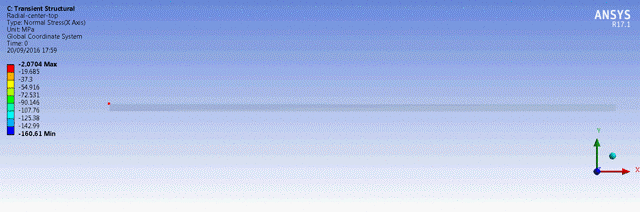 C: Transient Structural
Radial-center-top
Type: Normal Stress(X Axis)
Unit: MPa
Global Coordinate System
Time: 0
20/09/2016 17:59
-2.0704 Max
-19.685
-37.3
-54.916
-72.531
-90.146
-107.76
-125.38
-142.99
-160.61 Min
ANSYS
R17.1
Y
X